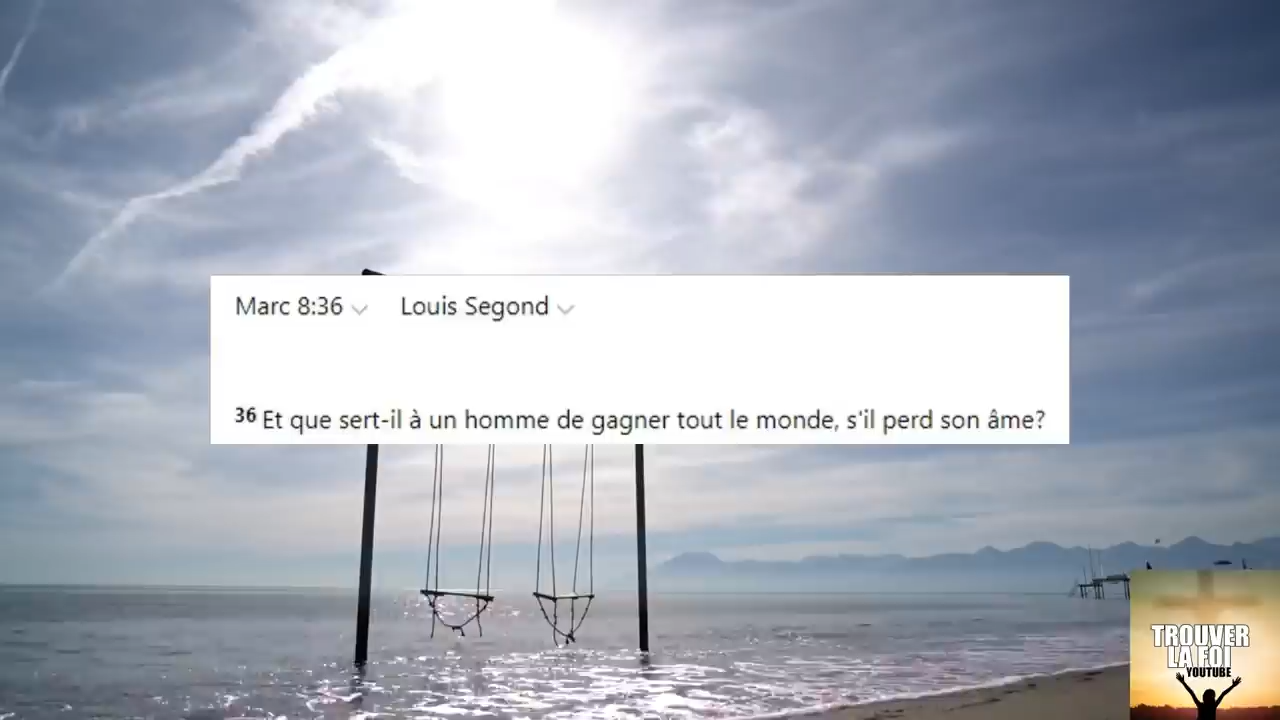 Marc 8:36 Louis Segond
36 Et que sert-il à un homme de gagner tout le monde, s'il perd son âme?
TROUVER
LA FOI
YOUTUBE